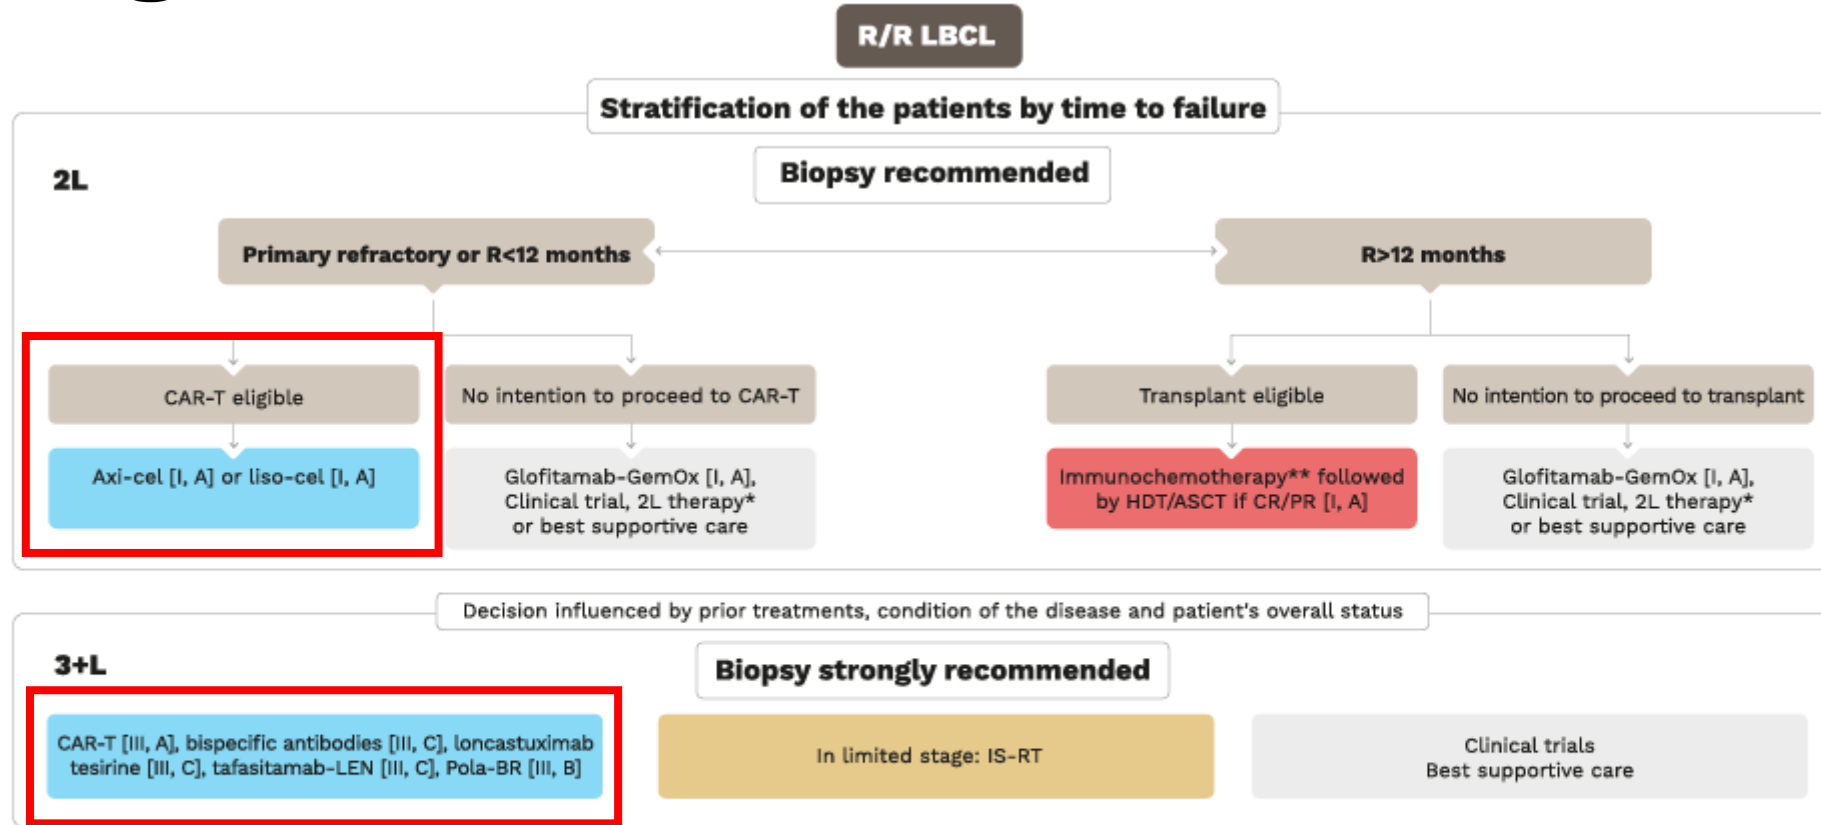 R/R LBCL
Stratification of the patients by time to failure
Biopsy recommended
2L
Primary refractory or R<12 months
R>12 months
CAR-T eligible
No intention to proceed to CAR-T
Transplant eligible
No intention to proceed to transplant
Axi-cel [I, A] or liso-cel [I, A]
Glofitamab-GemOx [I, A],
Clinical trial, 2L therapy*
or best supportive care
Immunochemotherapy** followed
by HDT/ASCT if CR/PR [I, A]
Glofitamab-GemOx [I, A],
Clinical trial, 2L therapy*
or best supportive care
Decision influenced by prior treatments, condition of the disease and patient's overall status
3+L
Biopsy strongly recommended
CAR-T [III, A], bispecific antibodies [III, C], loncastuximab
tesirine [III, C], tafasitamab-LEN [III, C], Pola-BR [III, B]
In limited stage: IS-RT
Clinical trials
Best supportive care